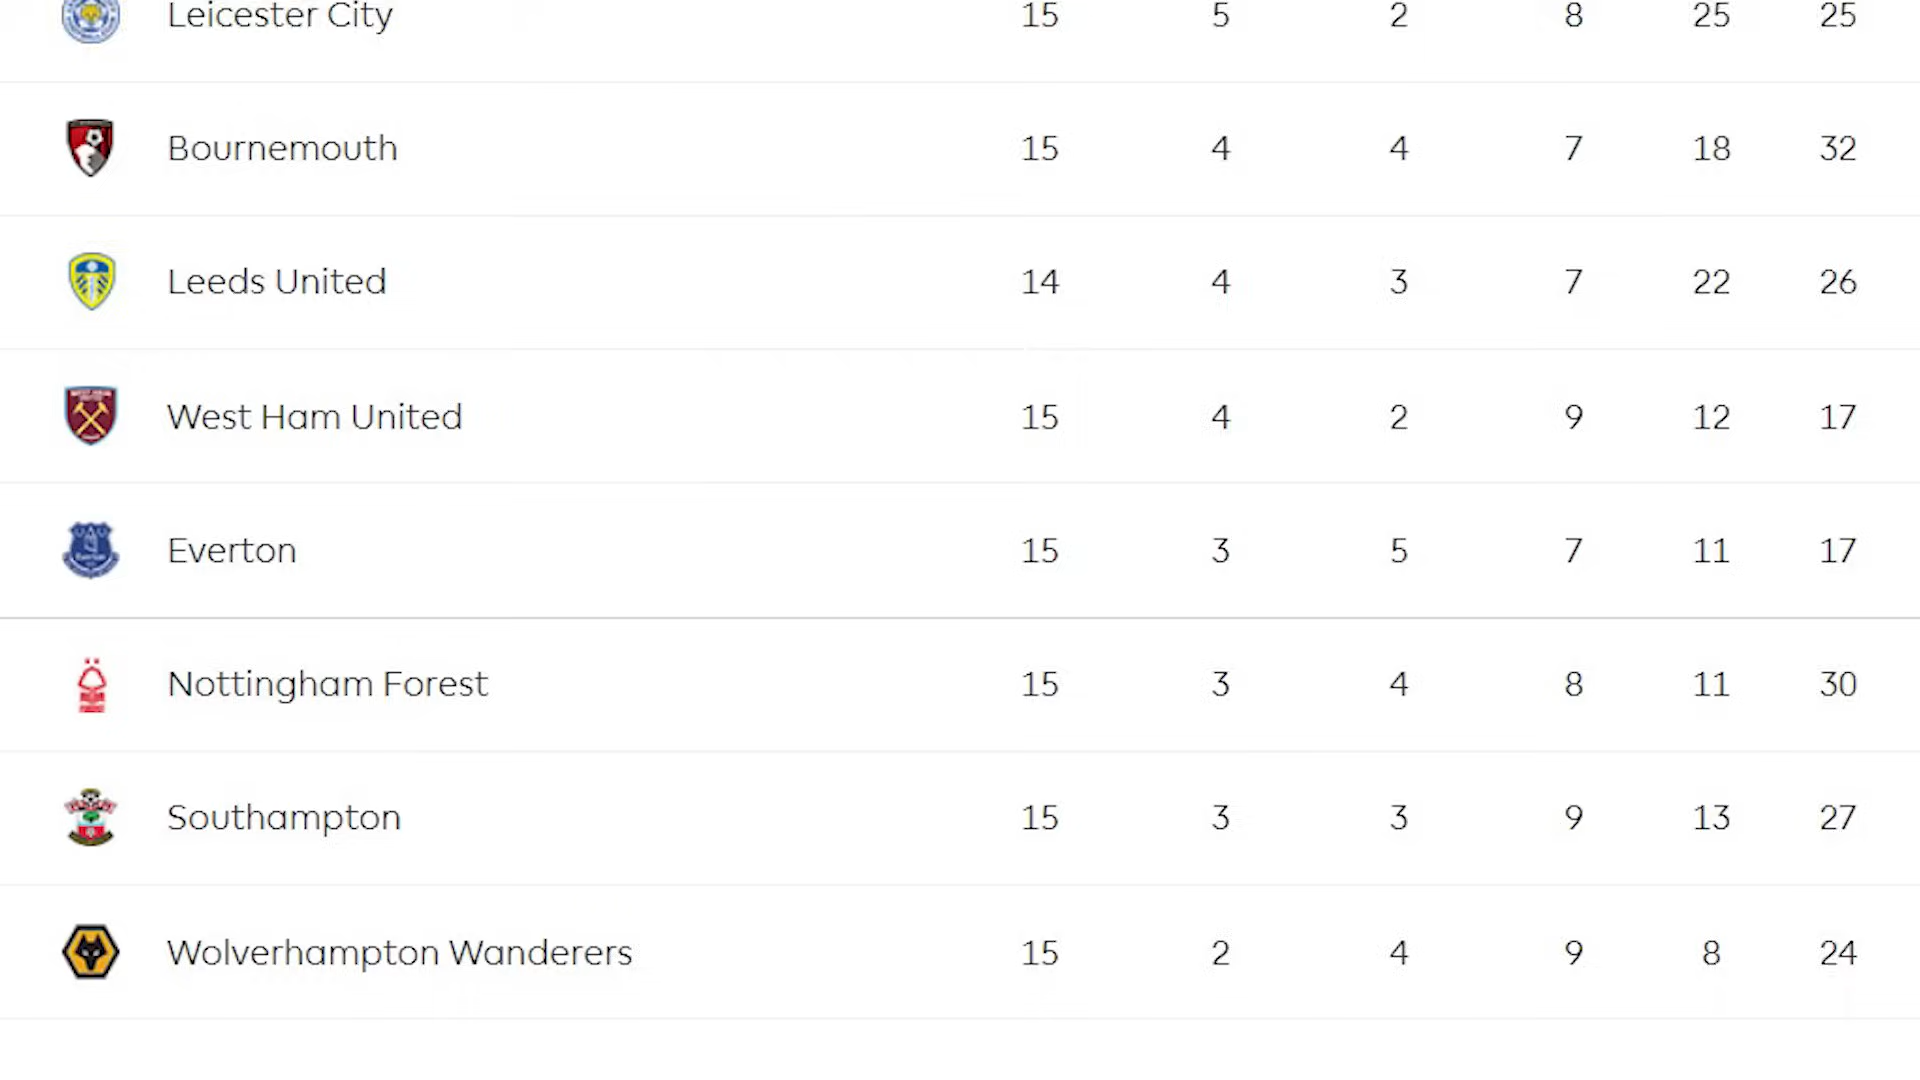 Leicester City 15 5 2 8 25 25
Bournemouth 15 4 4 7 18 32
Leeds United 14 4 3 7 22 26
West Ham United 15 4 2 9 12 17
Everton 15 3 5 7 11 17
Nottingham Forest 15 3 4 8 11 30
Southampton 15 3 3 9 13 27
Wolverhampton Wanderers 15 2 4 9 8 24